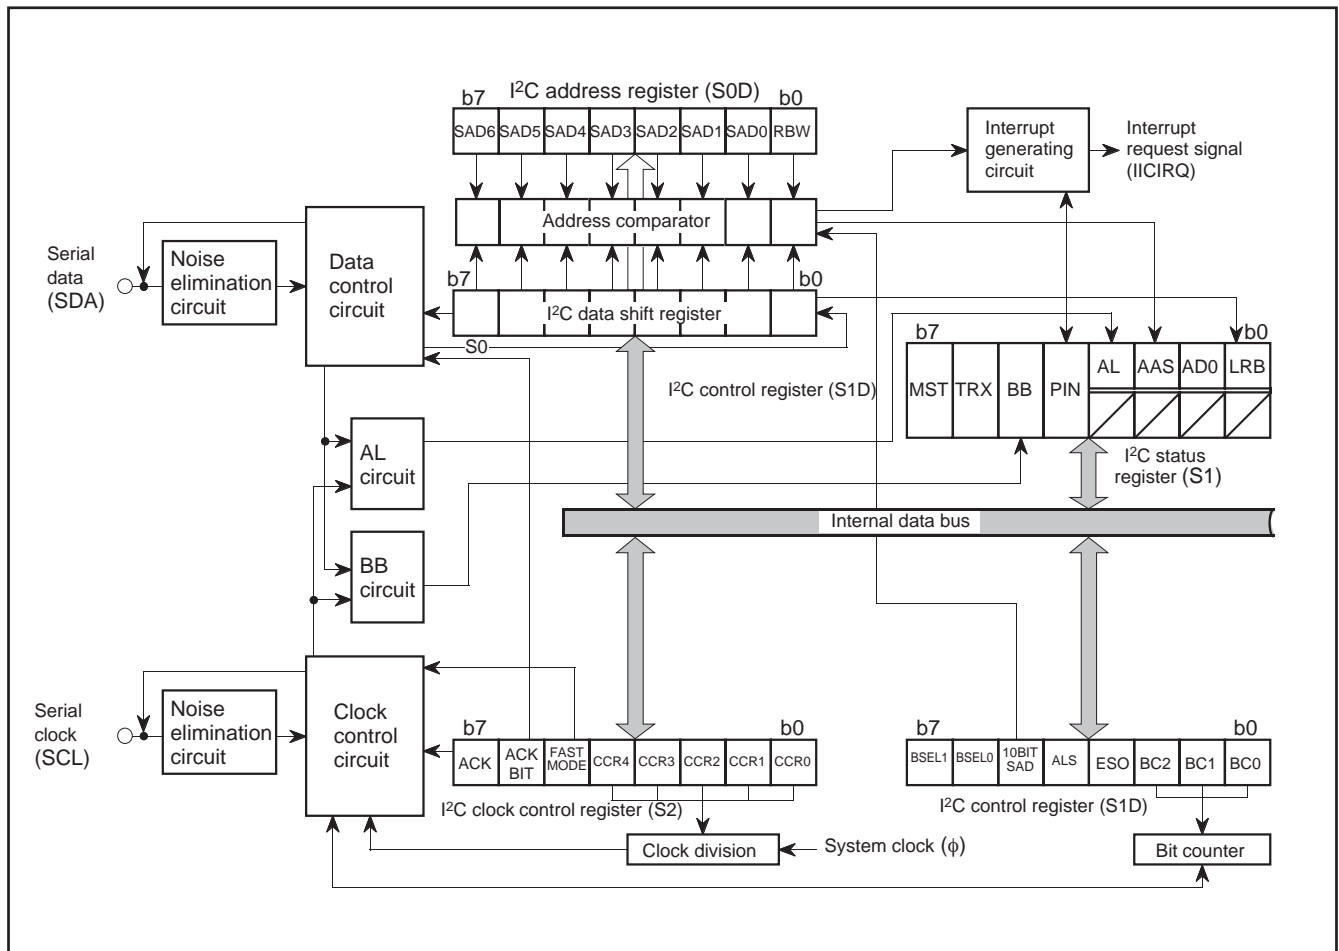 I2C address register (S0D)
b7
b0
SAD6 SAD5 SAD4 SAD3 SAD2 SAD1 SAD0 RBW
Interrupt
generating
circuit
Interrupt
request signal
(IICIRQ)
Address comparator
Serial
data
(SDA)
Noise
elimination
circuit
Data
control
circuit
b7
b0
I2C data shift register
S0
I2C control register (S1D)
b7
b0
MST TRX BB PIN AL AAS AD0 LRB
I2C status
register (S1)
AL
circuit
Internal data bus
BB
circuit
Serial
clock
(SCL)
Noise
elimination
circuit
Clock
control
circuit
b7
b0
ACK
ACK
BIT
FAST
MODE
CCR4 CCR3 CCR2 CCR1 CCR0
I2C clock control register (S2)
b7
b0
BSEL1 BSEL0
10BIT
SAD
ALS ESO BC2 BC1 BC0
I2C control register (S1D)
Clock division
System clock (ϕ)
Bit counter